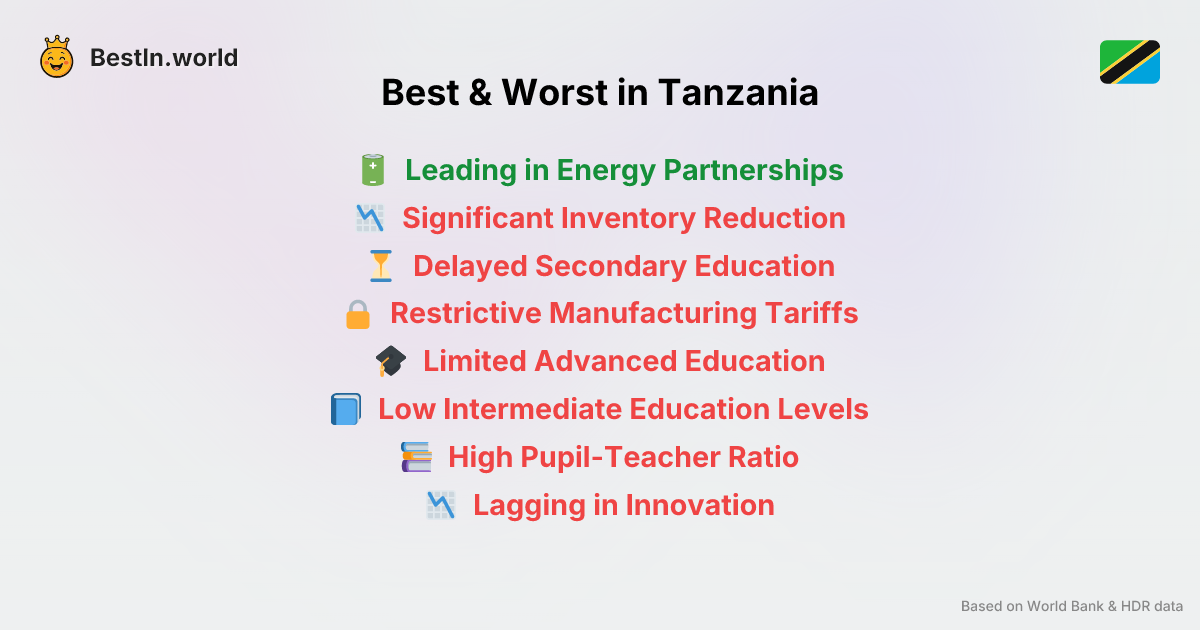 BestIn.world
Best & Worst in Tanzania
Leading in Energy Partnerships
Significant Inventory Reduction
Delayed Secondary Education
Restrictive Manufacturing Tariffs
Limited Advanced Education
Low Intermediate Education Levels
High Pupil-Teacher Ratio
Lagging in Innovation
Based on World Bank & HDR data